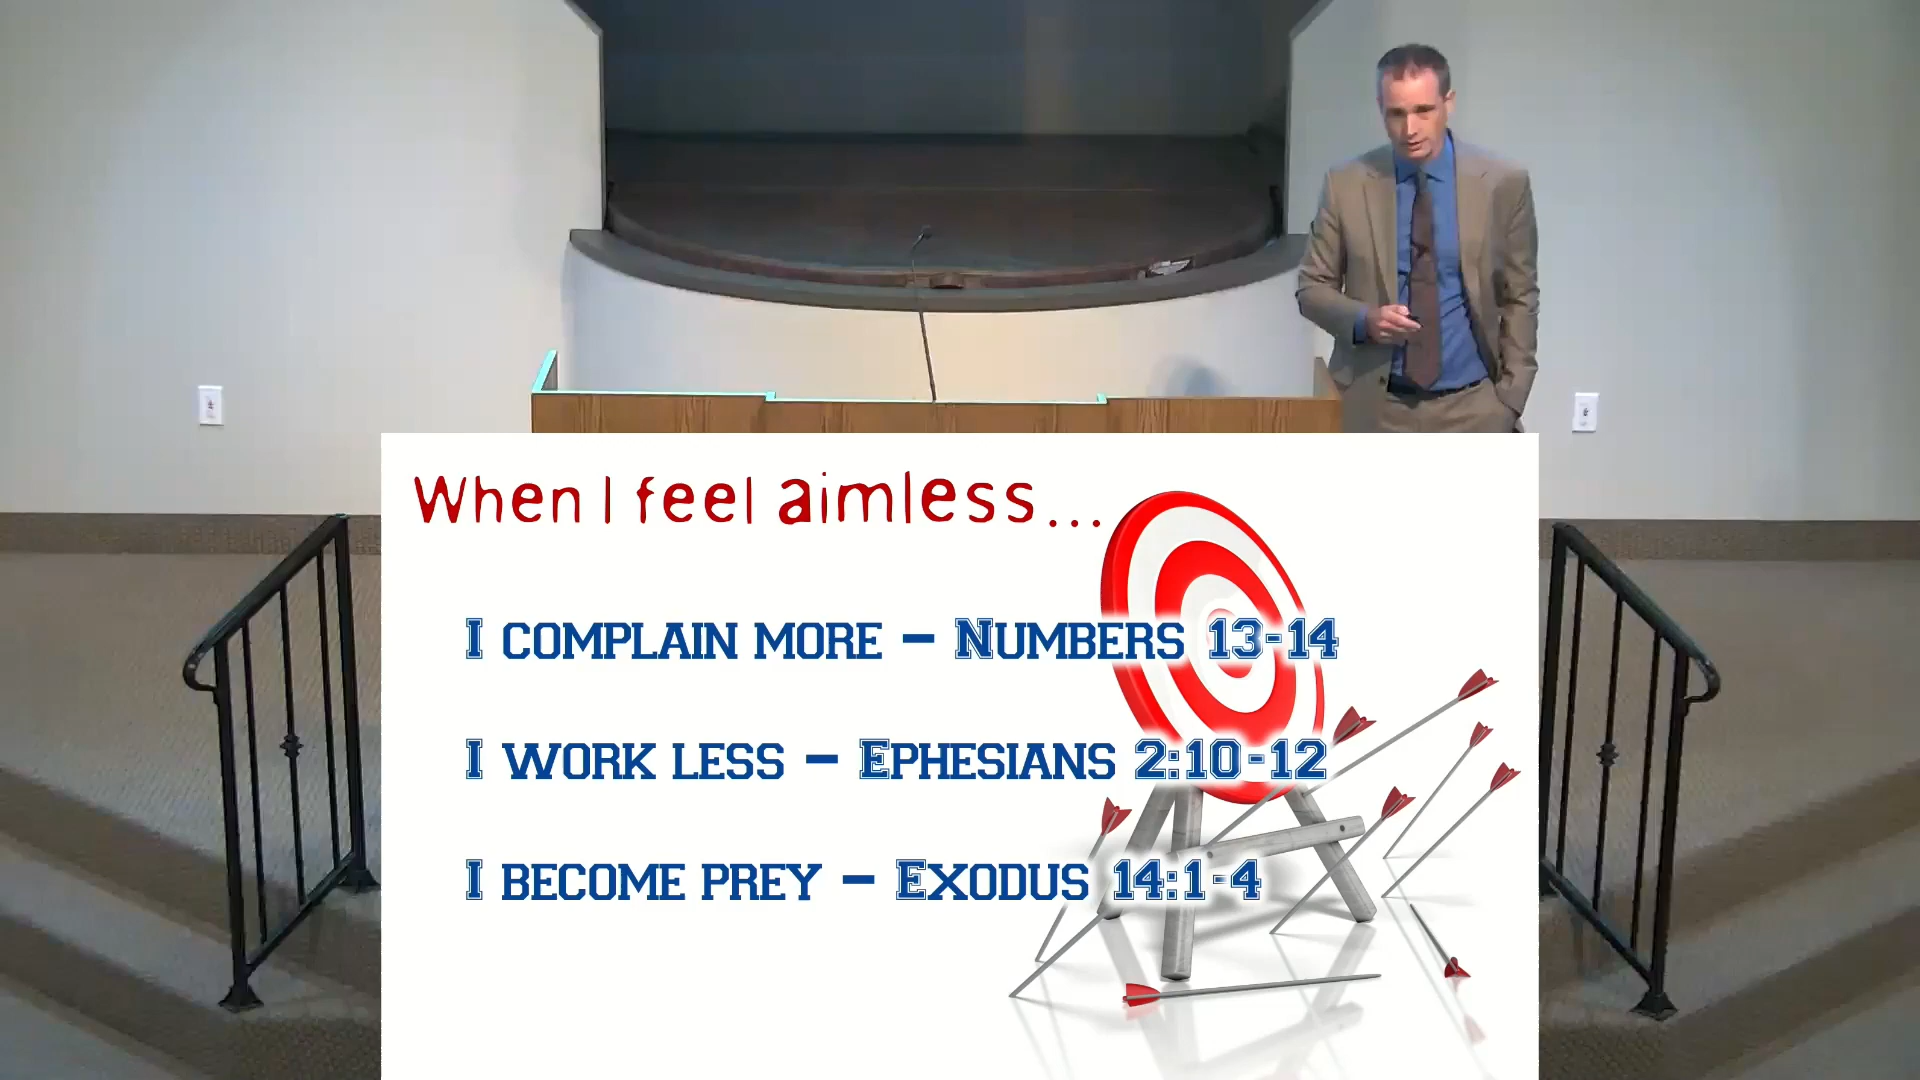 When I feel aimless...
I complain more – Numbers 13-14
I work less – Ephesians 2:10-12
I become prey – Exodus 14:1-4